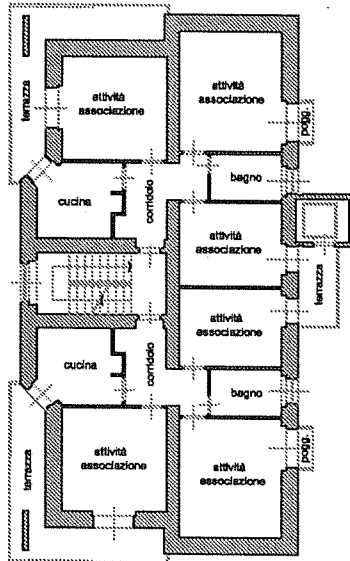 terrazza
attività
associazione
attività
associazione
pogg.
cucina
corridoio
bagno
attività
associazione
terrazza
attività
associazione
cucina
corridoio
bagno
terrazza
attività
associazione
attività
associazione
pogg.